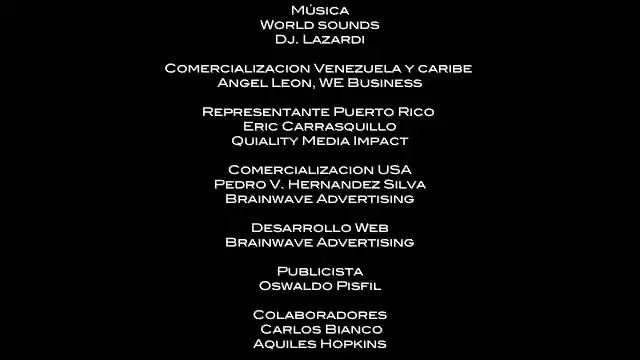 Música
World sounds
Dj. Lazardi
Comercializacion Venezuela y caribe
Angel Leon, WE Business
Representante Puerto Rico
Eric Carrasquillo
Quiality Media Impact
Comercializacion USA
Pedro V. Hernandez Silva
Brainwave Advertising
Desarrollo Web
Brainwave Advertising
Publicista
Oswaldo Pisfil
Colaboradores
Carlos Bianco
Aquiles Hopkins